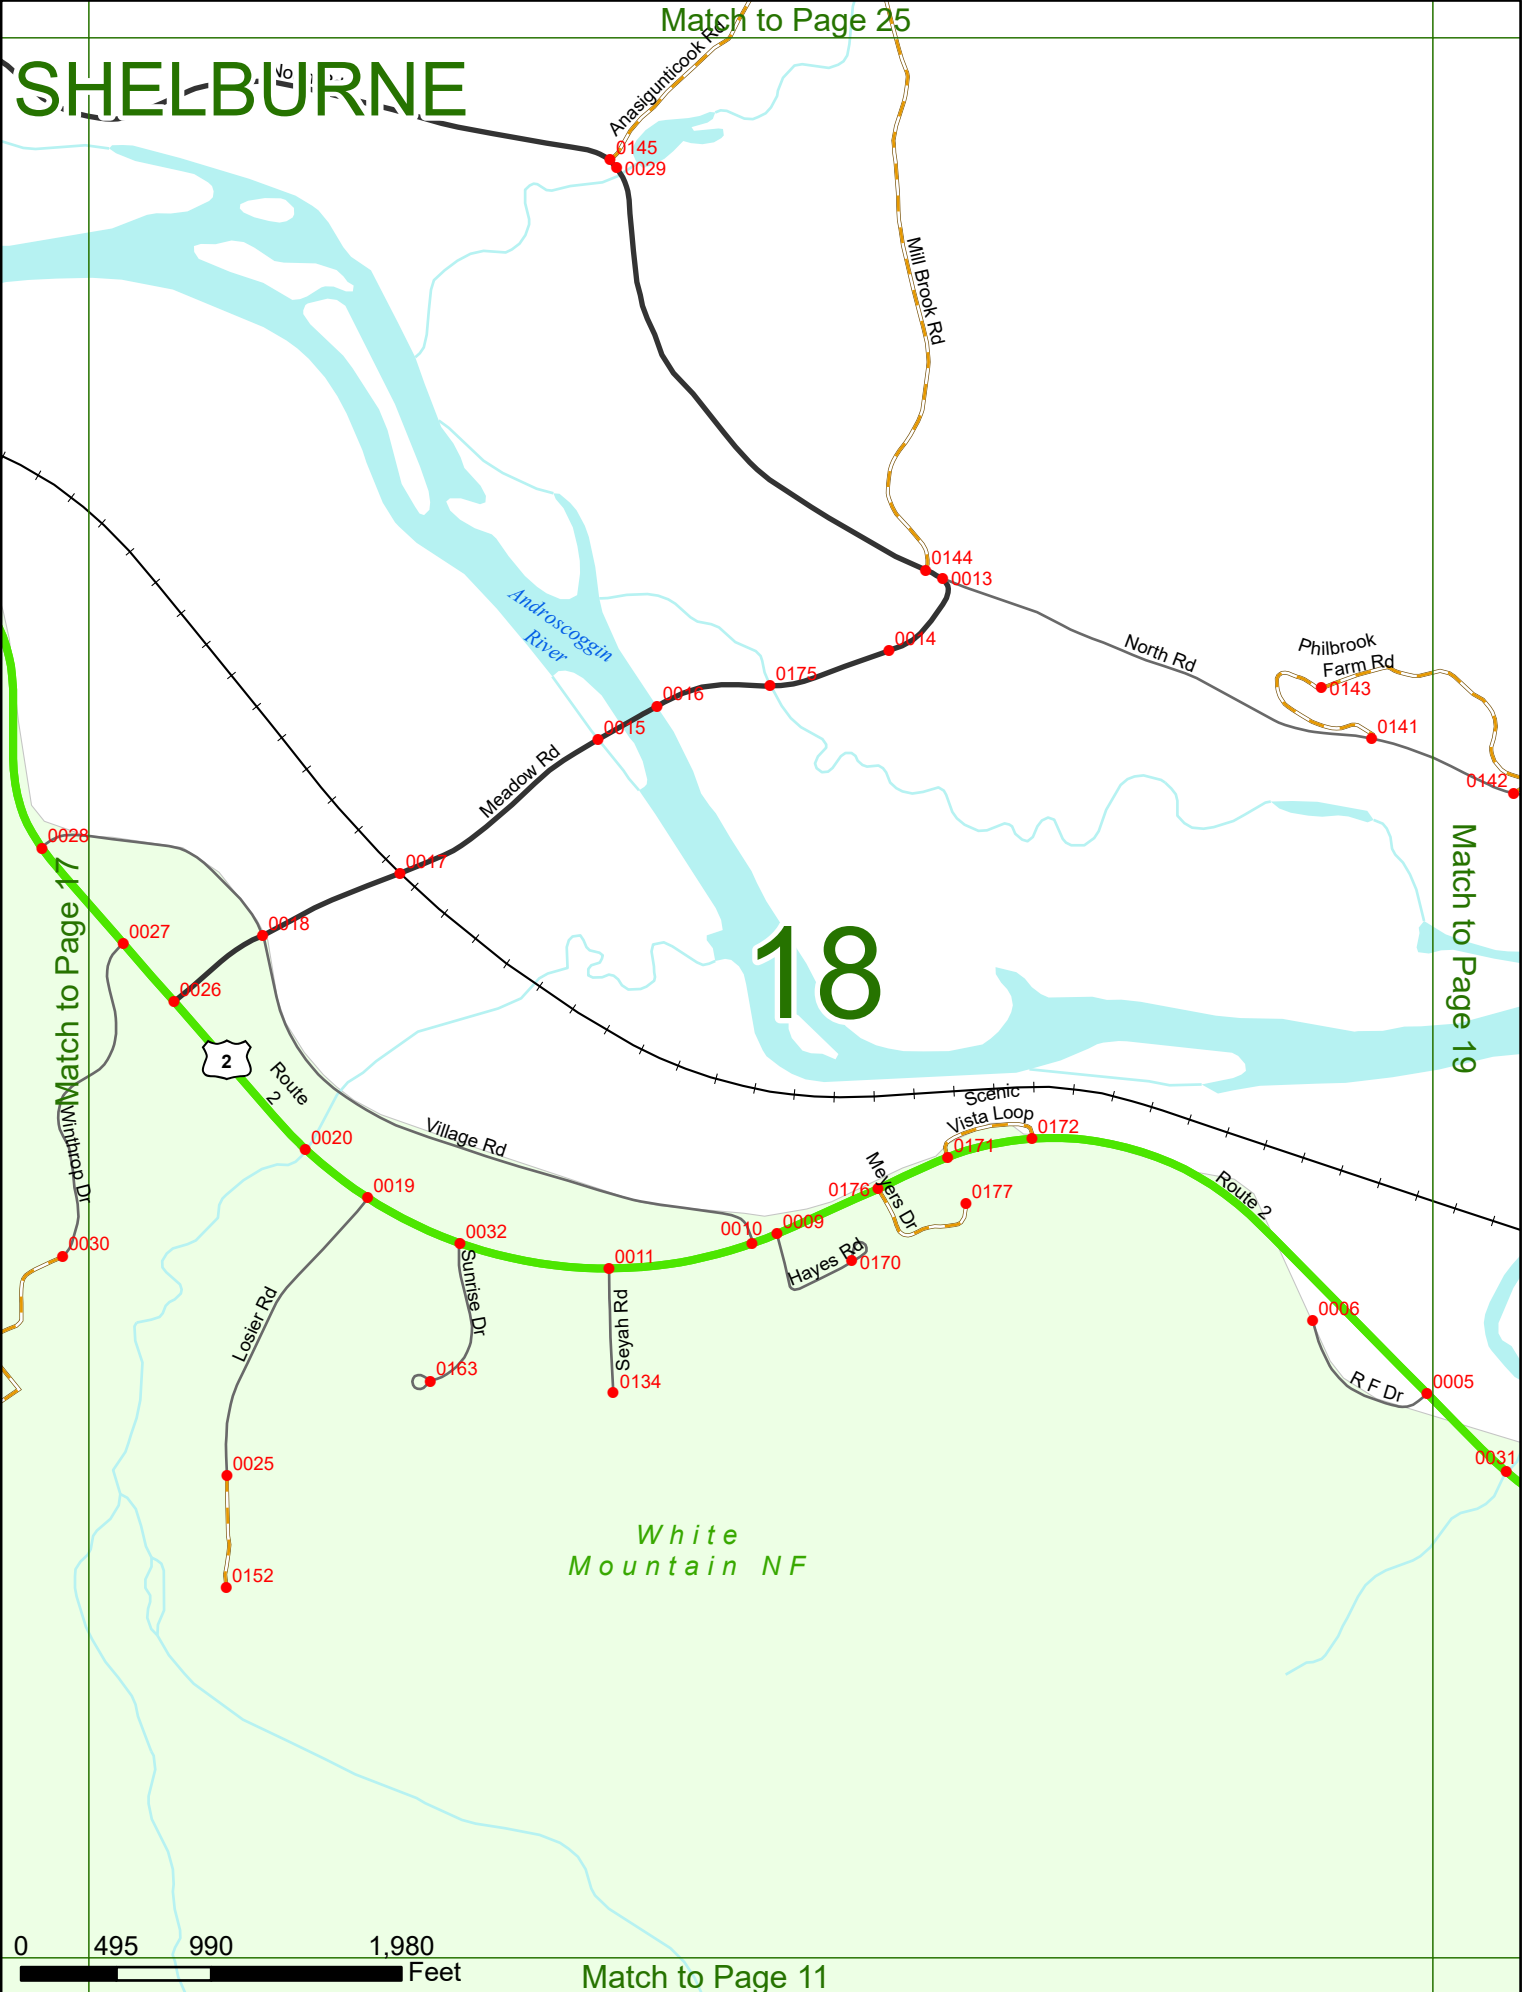 Match to Page 25
SHELBURNE
No
Anasigunticook Rd
0145
0029
Mill Brook Rd
0144
0013
0014
North Rd
Philbrook
Farm Rd
0143
0141
0142
Androscoggin
River
0175
0016
0015
Meadow Rd
0017
0018
0028
0027
0026
Match to Page 17
Match to Page 19
18
2
Route
2
Winthrop Dr
0030
0020
0019
Village Rd
0032
0011
0010
0009
Scenic
Vista Loop
0172
0171
0176
Meyers Dr
0177
Hayes Rd
0170
Route 2
0006
R F Dr
0005
0031
Losier Rd
Sunrise Dr
0163
Seyah Rd
0134
0025
0152
White
Mountain NF
0 495 990 1,980
Feet
Match to Page 11